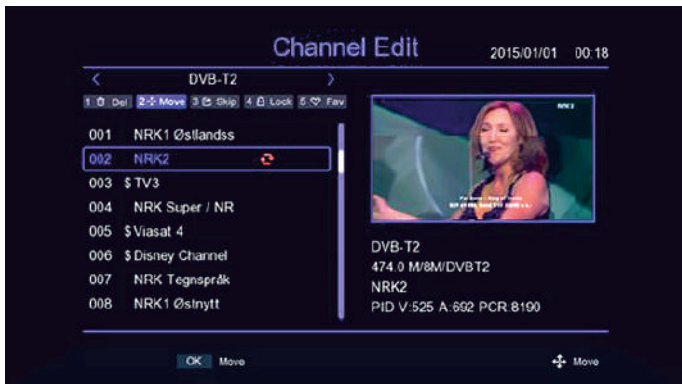 Channel Edit
2015/01/01 00:18
DVB-T2
1 Del 2 Move 3 Skip 4 Lock 5 Fav
001 NRK1 Østlandss
002 NRK2
003 $ TV3
004 NRK Super / NR
005 $ Viasat 4
006 $ Disney Channel
007 NRK Tegnspråk
008 NRK1 Østnytt
NRK2
DVB-T2
474.0 M/8M/DVBT2
NRK2
PID V:525 A:692 PCR:8190
OK Move
Move